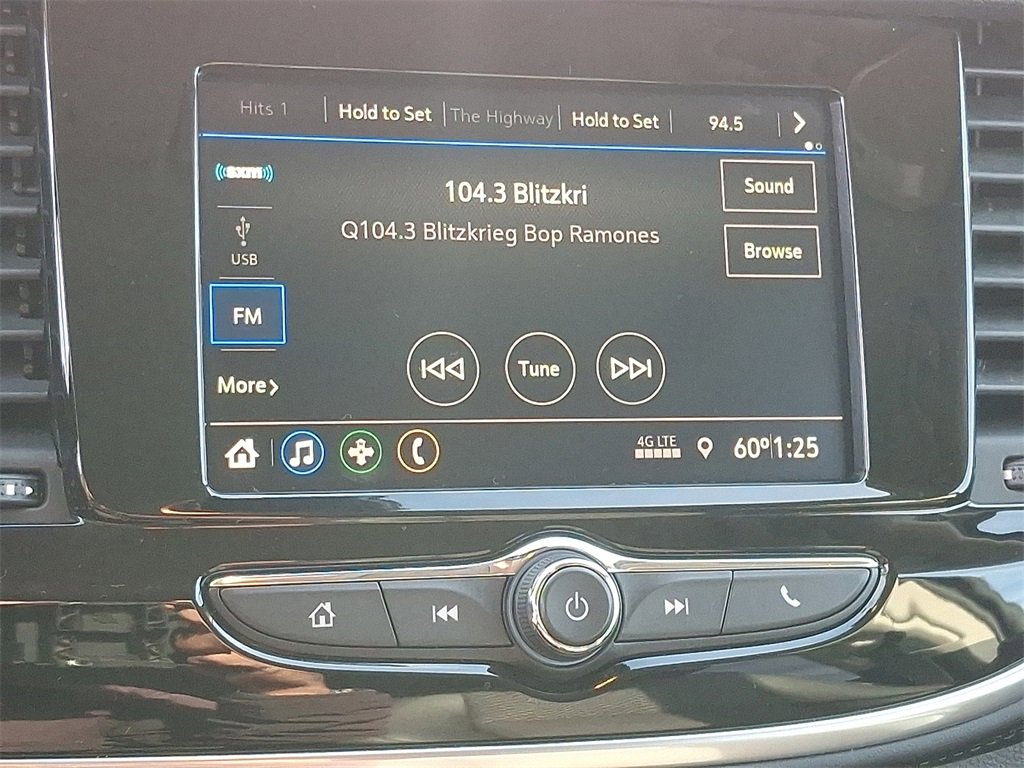 Hits 1 Hold to Set The Highway Hold to Set 94.5
sxm
104.3 Blitzkri
Sound
Q104.3 Blitzkrieg Bop Ramones
USB
Browse
FM
Tune
More
4G LTE
60° 1:25